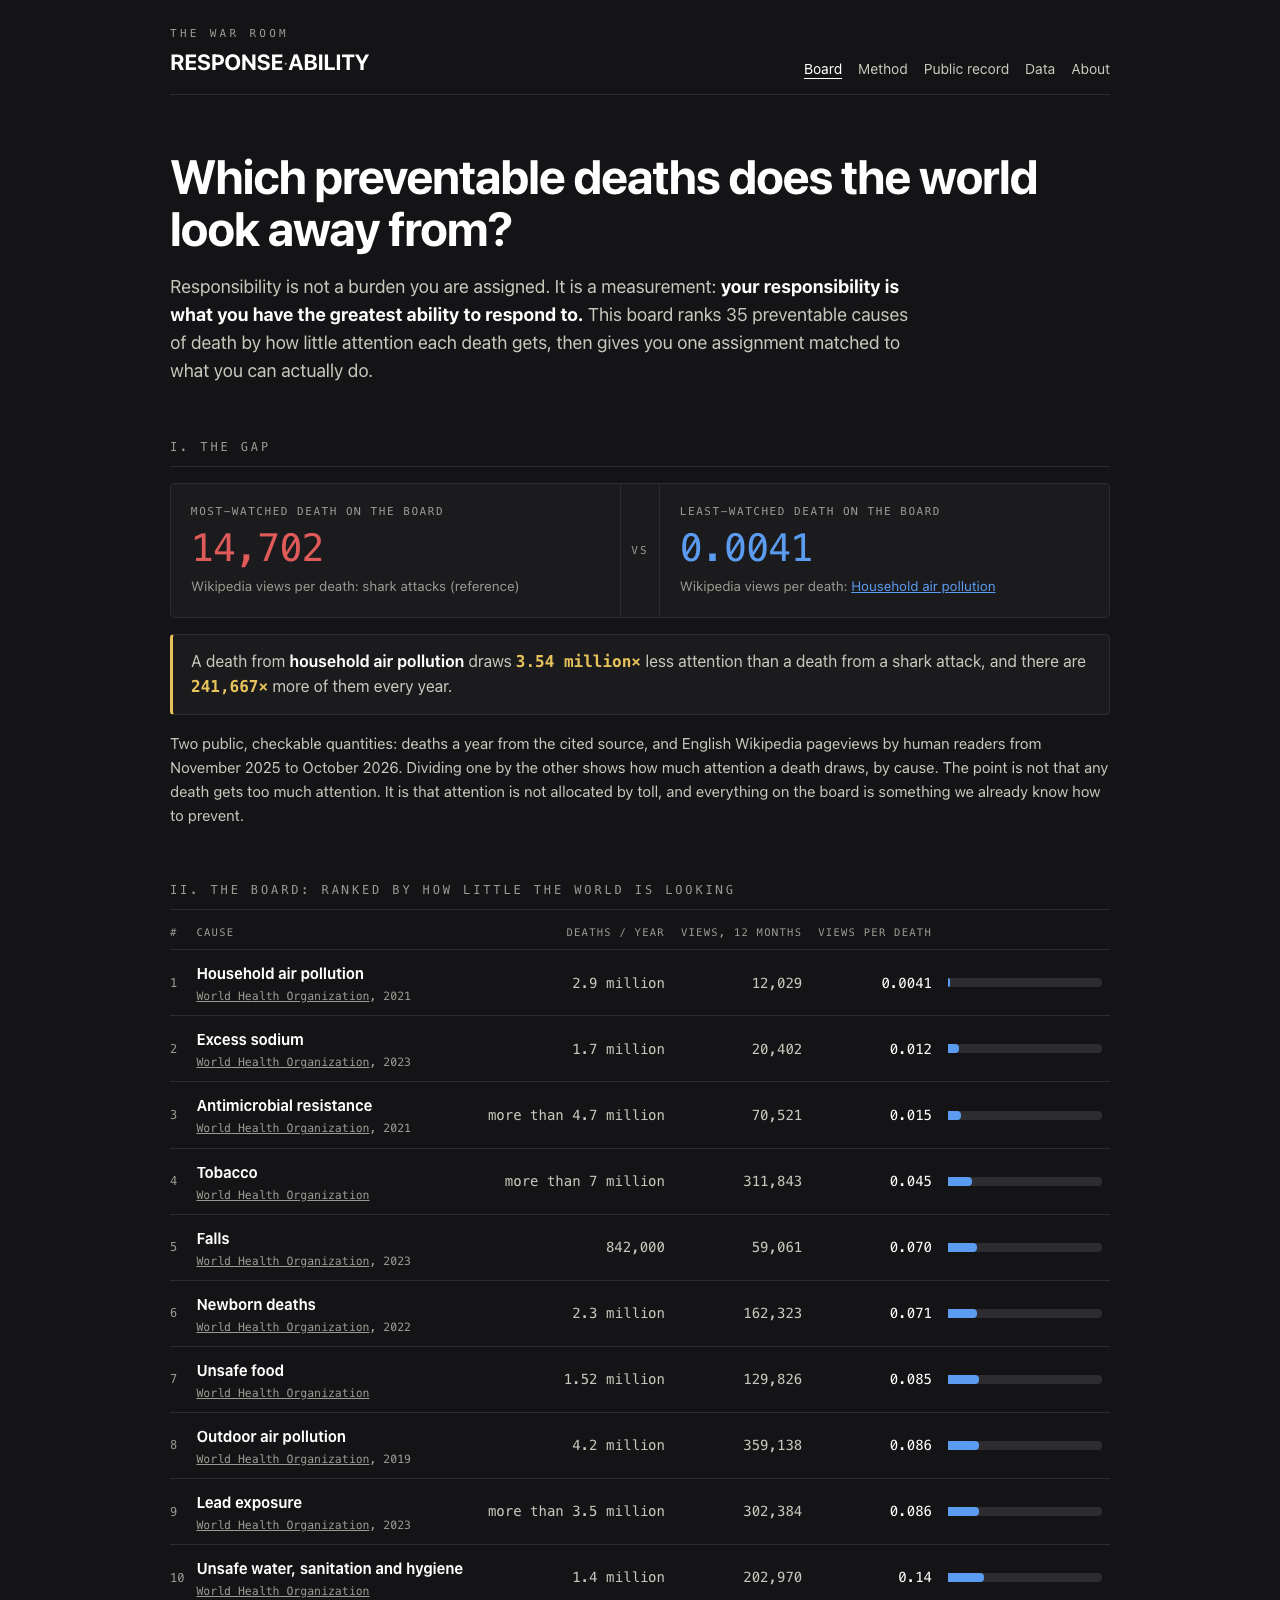 THE WAR ROOM
RESPONSE·ABILITY
Board Method Public record Data About
Which preventable deaths does the world
look away from?
Responsibility is not a burden you are assigned. It is a measurement: your responsibility is
what you have the greatest ability to respond to. This board ranks 35 preventable causes
of death by how little attention each death gets, then gives you one assignment matched to
what you can actually do.
I. THE GAP
MOST-WATCHED DEATH ON THE BOARD
14,702
Wikipedia views per death: shark attacks (reference)
VS
LEAST-WATCHED DEATH ON THE BOARD
0.0041
Wikipedia views per death: Household air pollution
A death from household air pollution draws 3.54 million× less attention than a death from a shark attack, and there are
241,667× more of them every year.
Two public, checkable quantities: deaths a year from the cited source, and English Wikipedia pageviews by human readers from
November 2025 to October 2026. Dividing one by the other shows how much attention a death draws, by cause. The point is not that any
death gets too much attention. It is that attention is not allocated by toll, and everything on the board is something we already know how
to prevent.
II. THE BOARD: RANKED BY HOW LITTLE THE WORLD IS LOOKING
# CAUSE DEATHS / YEAR VIEWS, 12 MONTHS VIEWS PER DEATH
1 Household air pollution 2.9 million 12,029 0.0041
World Health Organization, 2021
2 Excess sodium 1.7 million 20,402 0.012
World Health Organization, 2023
3 Antimicrobial resistance more than 4.7 million 70,521 0.015
World Health Organization, 2021
4 Tobacco more than 7 million 311,843 0.045
World Health Organization
5 Falls 842,000 59,061 0.070
World Health Organization, 2023
6 Newborn deaths 2.3 million 162,323 0.071
World Health Organization, 2022
7 Unsafe food 1.52 million 129,826 0.085
World Health Organization
8 Outdoor air pollution 4.2 million 359,138 0.086
World Health Organization, 2019
9 Lead exposure more than 3.5 million 302,384 0.086
World Health Organization, 2023
10 Unsafe water, sanitation and hygiene 1.4 million 202,970 0.14
World Health Organization